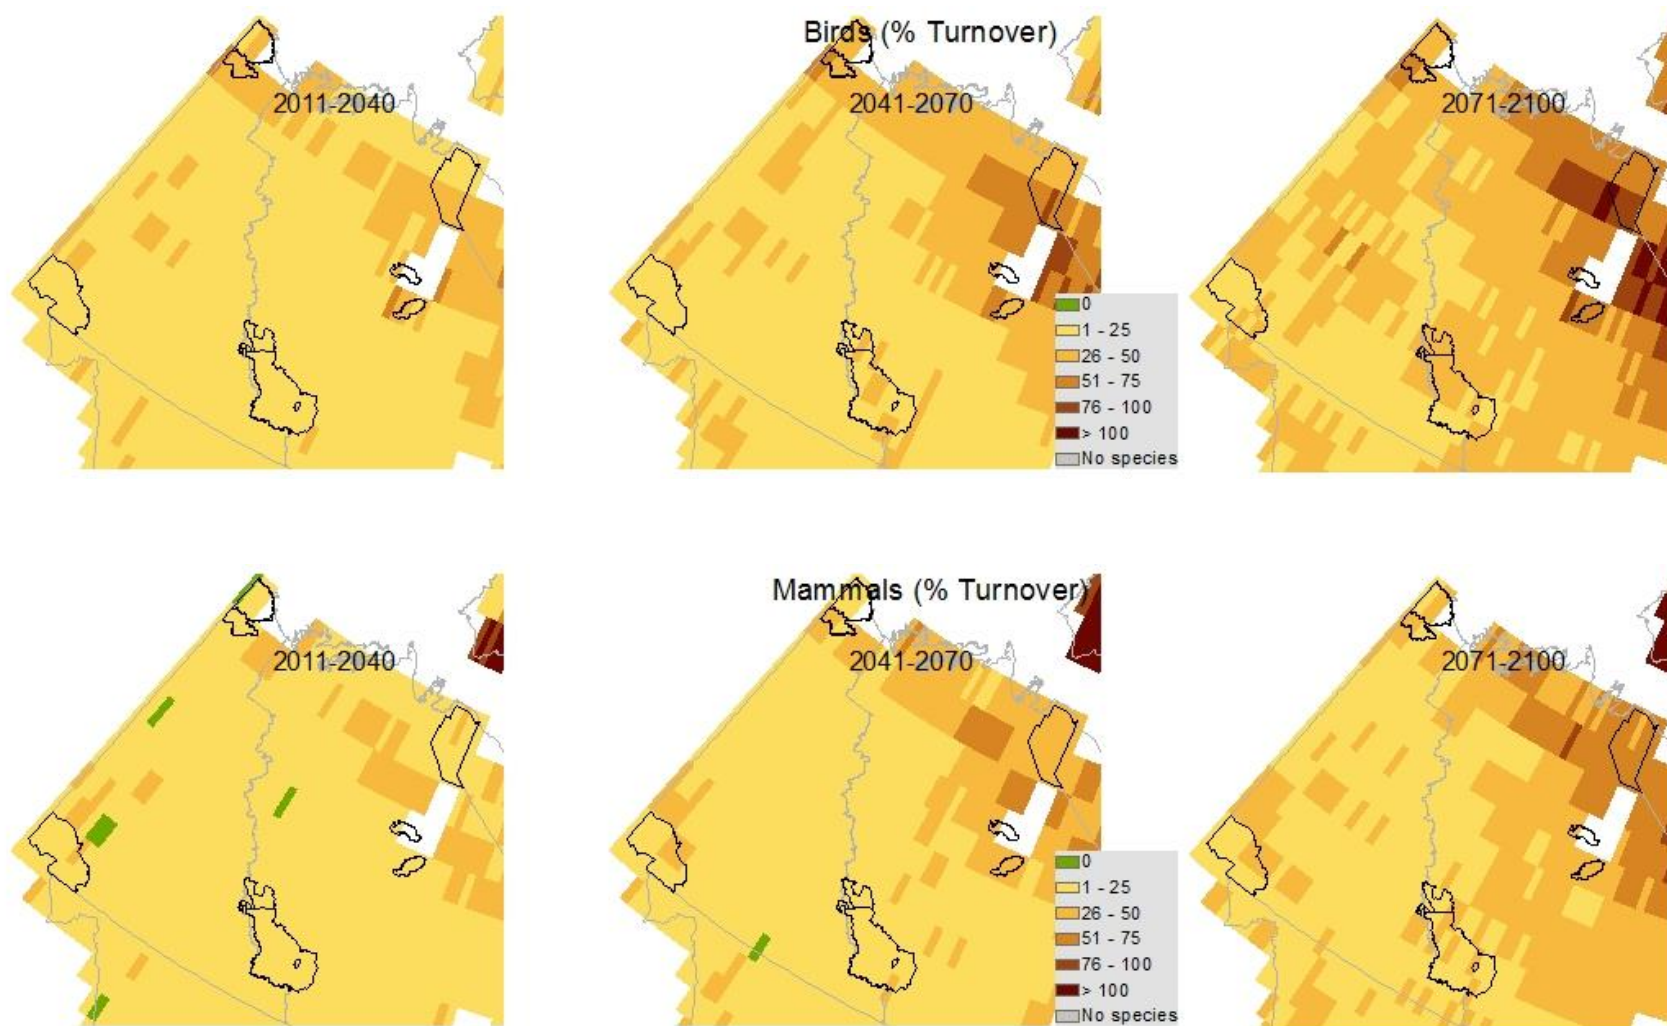 Birds (% Turnover)
2011-2040
2041-2070
2071-2100
0
1 - 25
26 - 50
51 - 75
76 - 100
> 100
No species
Mammals (% Turnover)
2011-2040
2041-2070
2071-2100
0
1 - 25
26 - 50
51 - 75
76 - 100
> 100
No species